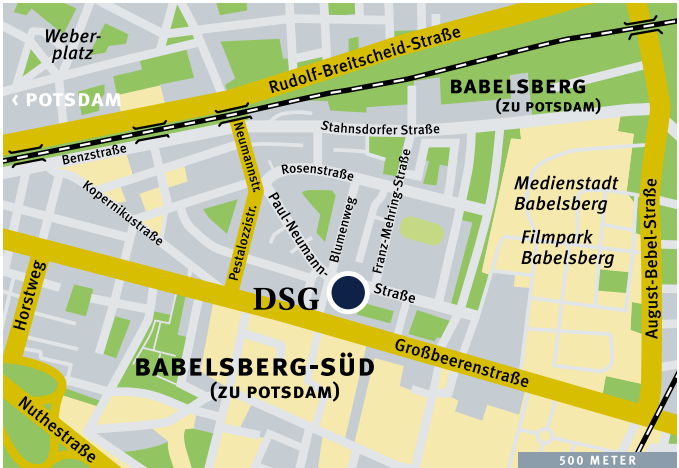 Weber-
platz
Rudolf-Breitscheid-Straße
‹ POTSDAM
BABELSBERG
(ZU POTSDAM)
Stahnsdorfer Straße
Neumannstr.
Benzstraße
Rosenstraße
Kopernikustraße
Pestalozzistr.
Paul-Neumann-
Straße
Blumenweg
Franz-Mehring-Straße
Medienstadt
Babelsberg
Filmpark
Babelsberg
August-Bebel-Straße
Horstweg
DSG
Großbeerenstraße
BABELSBERG-SÜD
(ZU POTSDAM)
Nuthestraße
500 METER